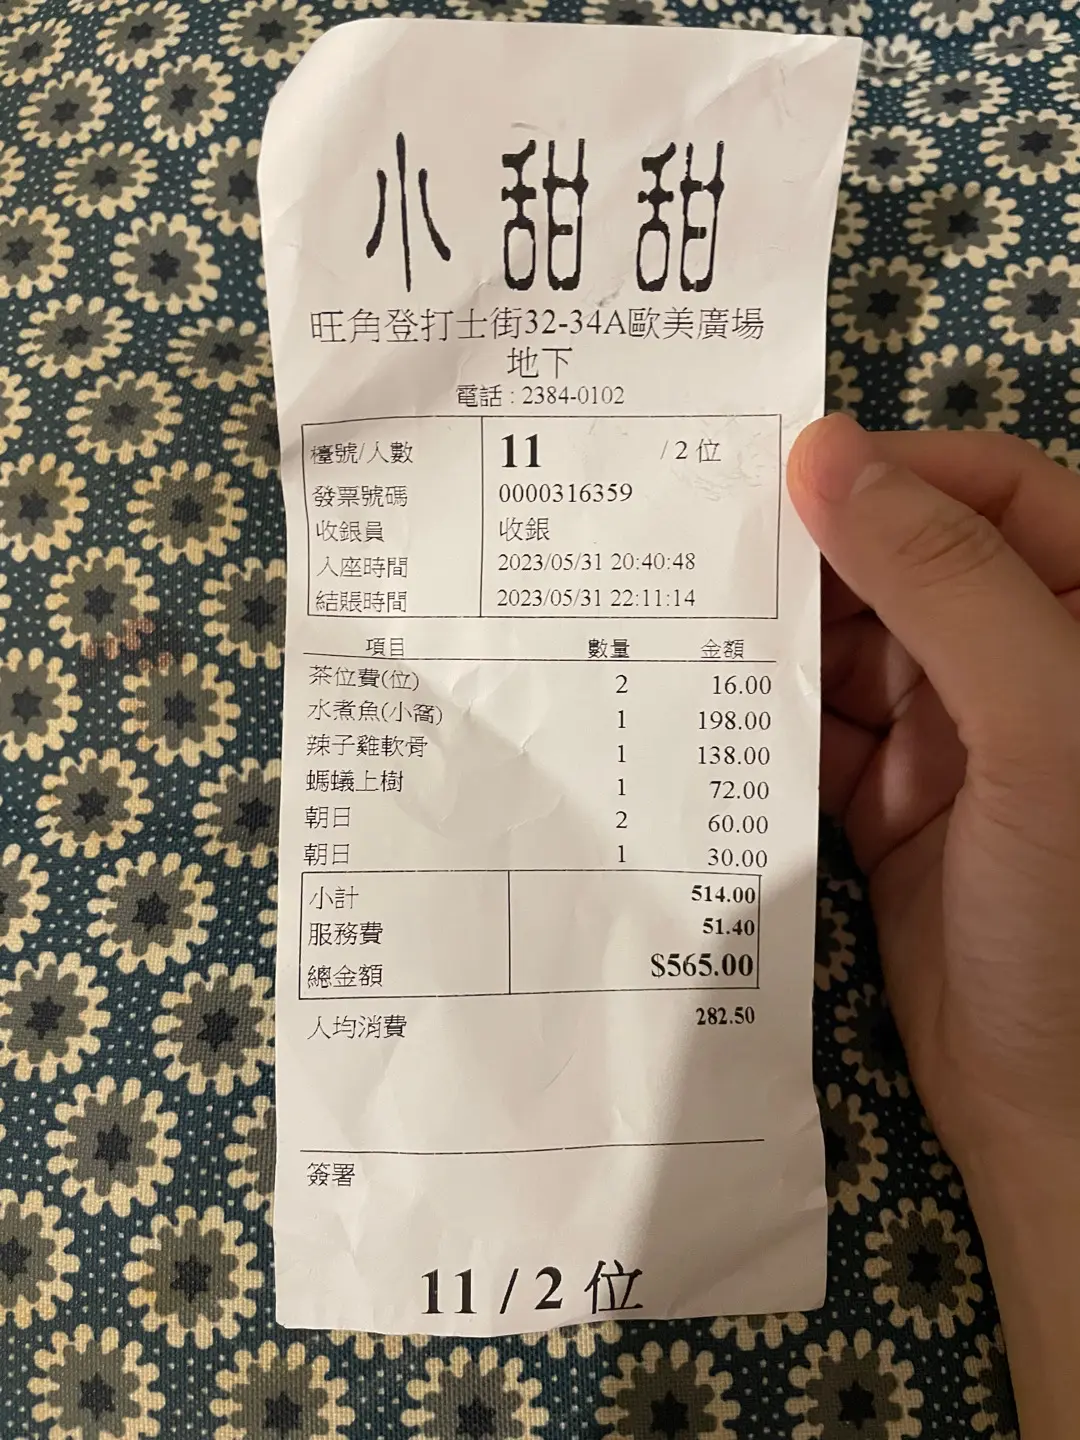 小甜甜
旺角登打士街32-34A歐美廣場
地下
電話 : 2384-0102
檯號/人數 11 / 2 位
發票號碼 0000316359
收銀員 收銀
入座時間 2023/05/31 20:40:48
結賬時間 2023/05/31 22:11:14
項目 數量 金額
茶位費(位) 2 16.00
水煮魚(小窩) 1 198.00
辣子雞軟骨 1 138.00
螞蟻上樹 1 72.00
朝日 2 60.00
朝日 1 30.00
小計 514.00
服務費 51.40
總金額 $565.00
人均消費 282.50
簽署
11 / 2 位